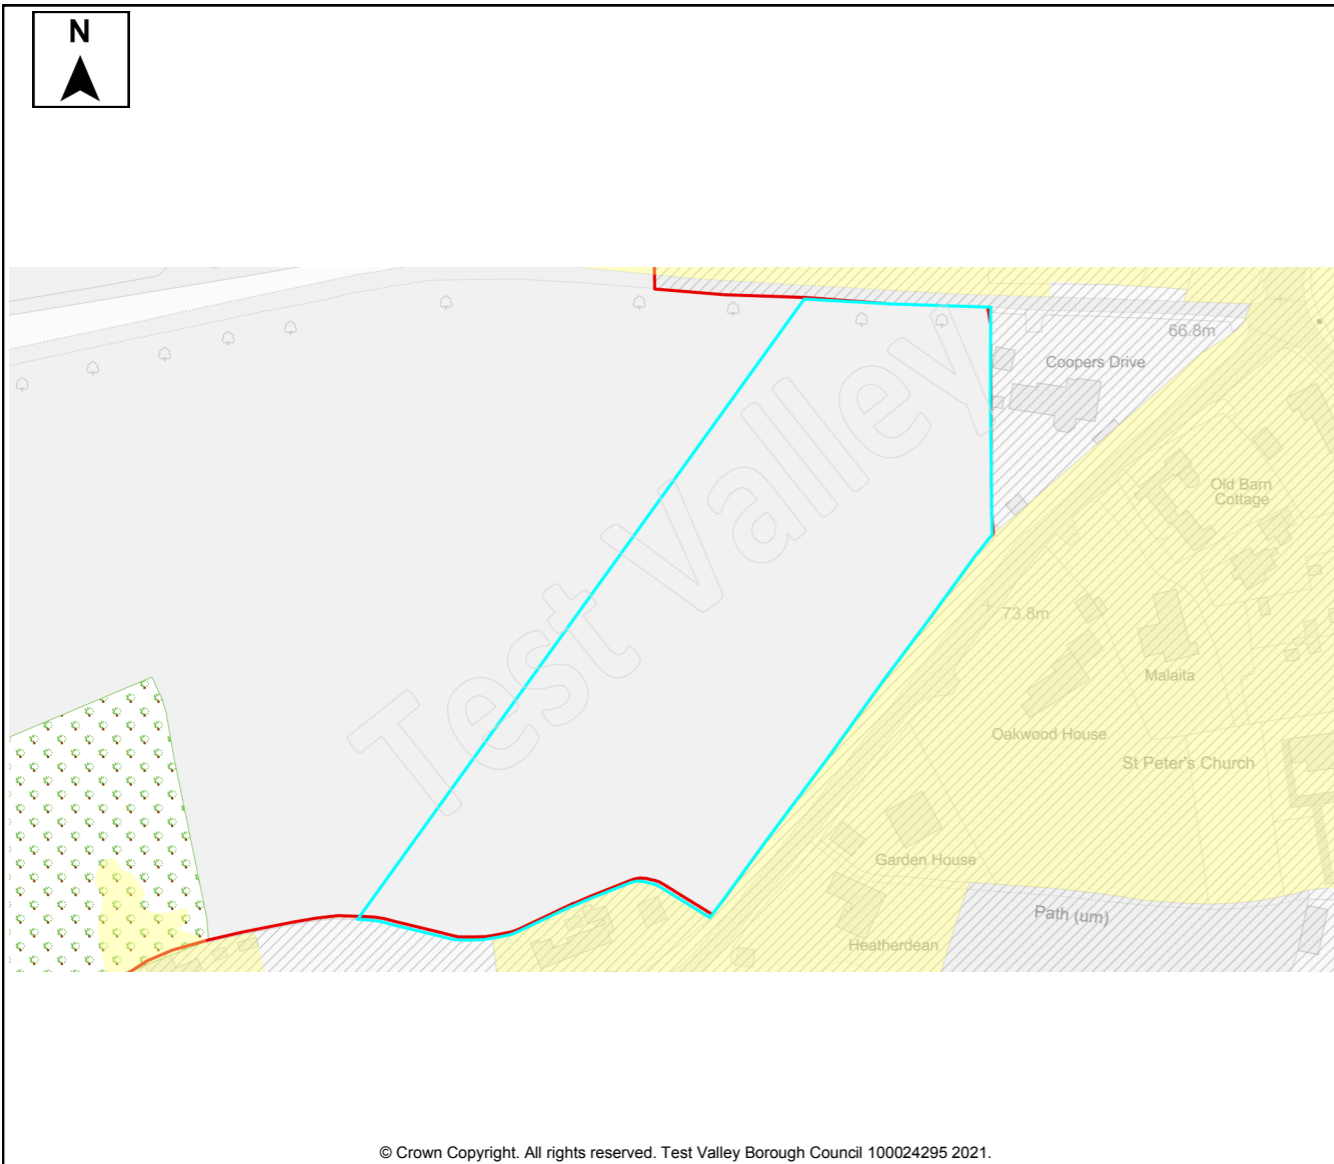 N
66.8m
Coopers Drive
Old Barn
Cottage
Test Valley
73.8m
Malaita
Oakwood House
St Peter's Church
Garden House
Path (um)
Heatherdean
© Crown Copyright. All rights reserved. Test Valley Borough Council 100024295 2021.